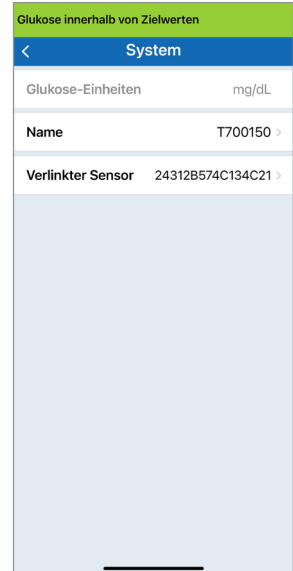 Glukose innerhalb von Zielwerten
System
Glukose-Einheiten mg/dL
Name T700150
Verlinkter Sensor 24312B574C134C21